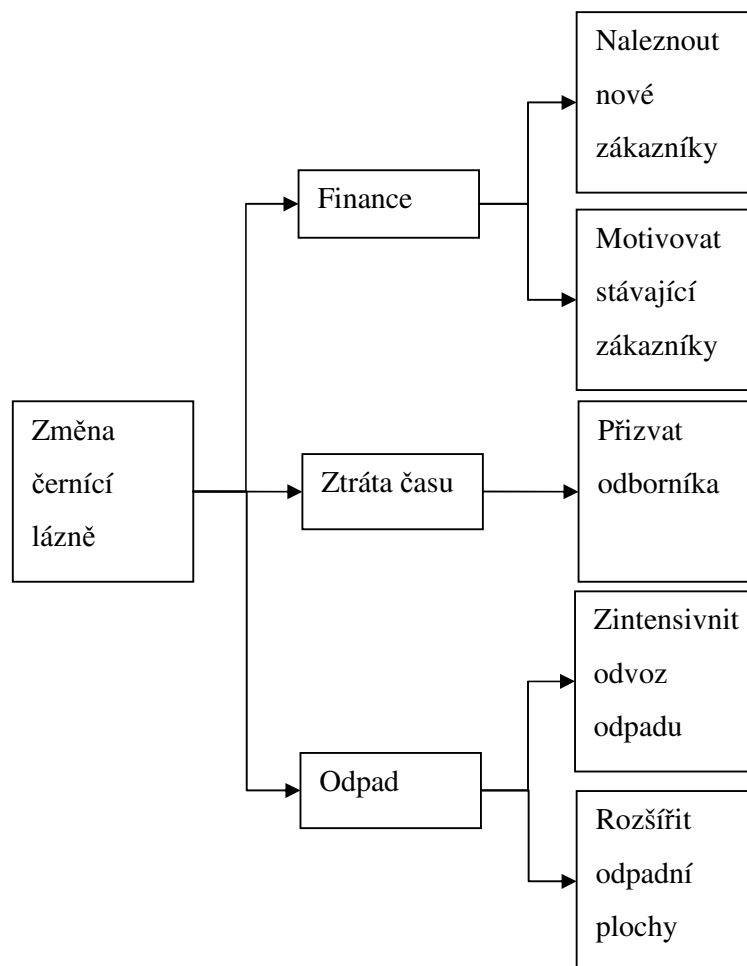 Naleznout
nové
zákazníky
Finance
Motivovat
stávající
zákazníky
Změna
černící
lázně
Ztráta času
Přizvat
odborníka
Zintensivnit
odvoz
odpadu
Odpad
Rozšířit
odpadní
plochy